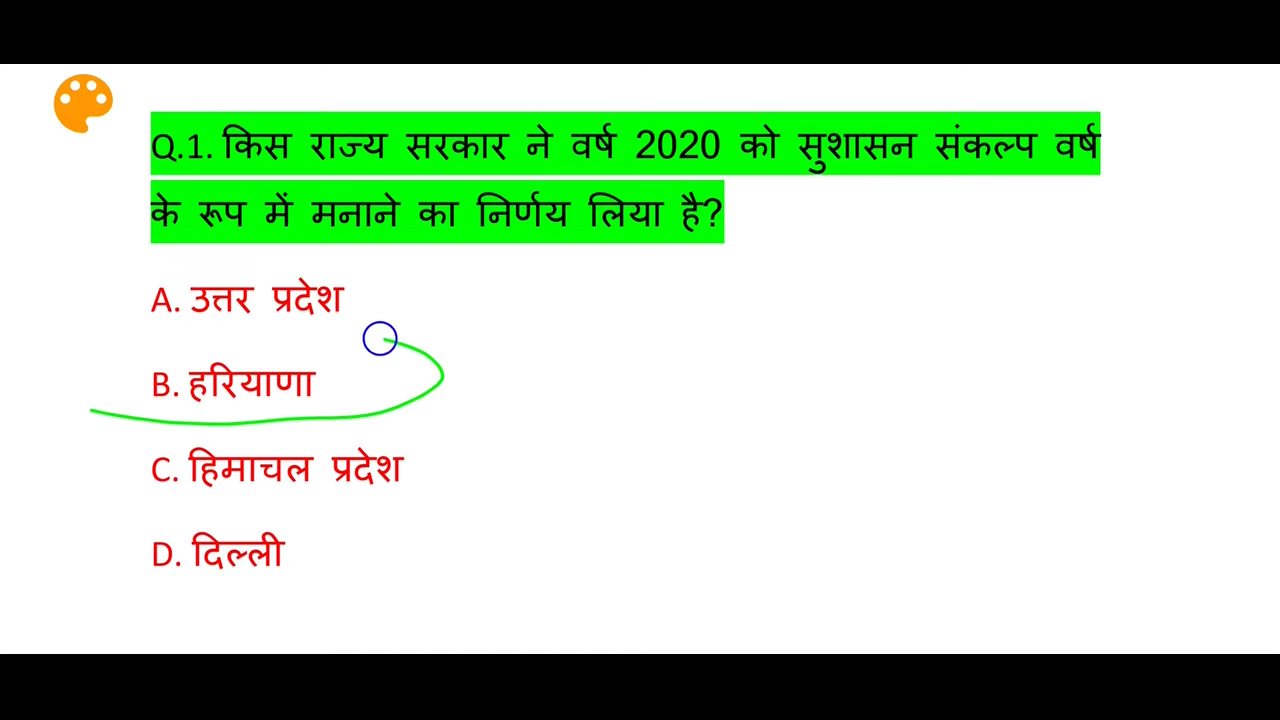 Q.1. किस राज्य सरकार ने वर्ष 2020 को सुशासन संकल्प वर्ष
के रूप में मनाने का निर्णय लिया है?
A. उत्तर प्रदेश
B. हरियाणा
C. हिमाचल प्रदेश
D. दिल्ली